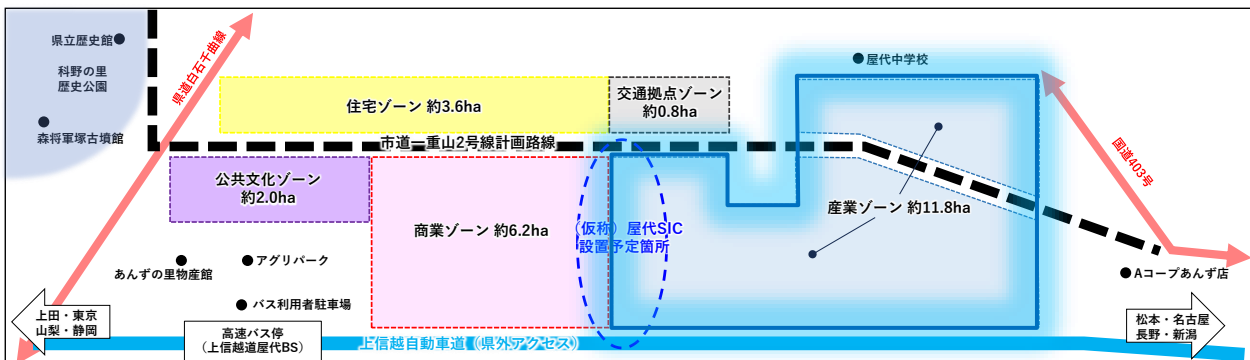 県立歴史館
科野の里
歴史公園
森将軍塚古墳館
県道白石千曲線
住宅ゾーン 約3.6ha
交通拠点ゾーン
約0.8ha
屋代中学校
市道一重山2号線計画路線
国道403号
公共文化ゾーン
約2.0ha
商業ゾーン 約6.2ha
（仮称）屋代SIC
設置予定箇所
産業ゾーン 約11.8ha
あんずの里物産館
アグリパーク
バス利用者駐車場
Aコープあんず店
上田・東京
山梨・静岡
高速バス停
（上信越道屋代BS）
上信越自動車道（県外アクセス）
松本・名古屋
長野・新潟